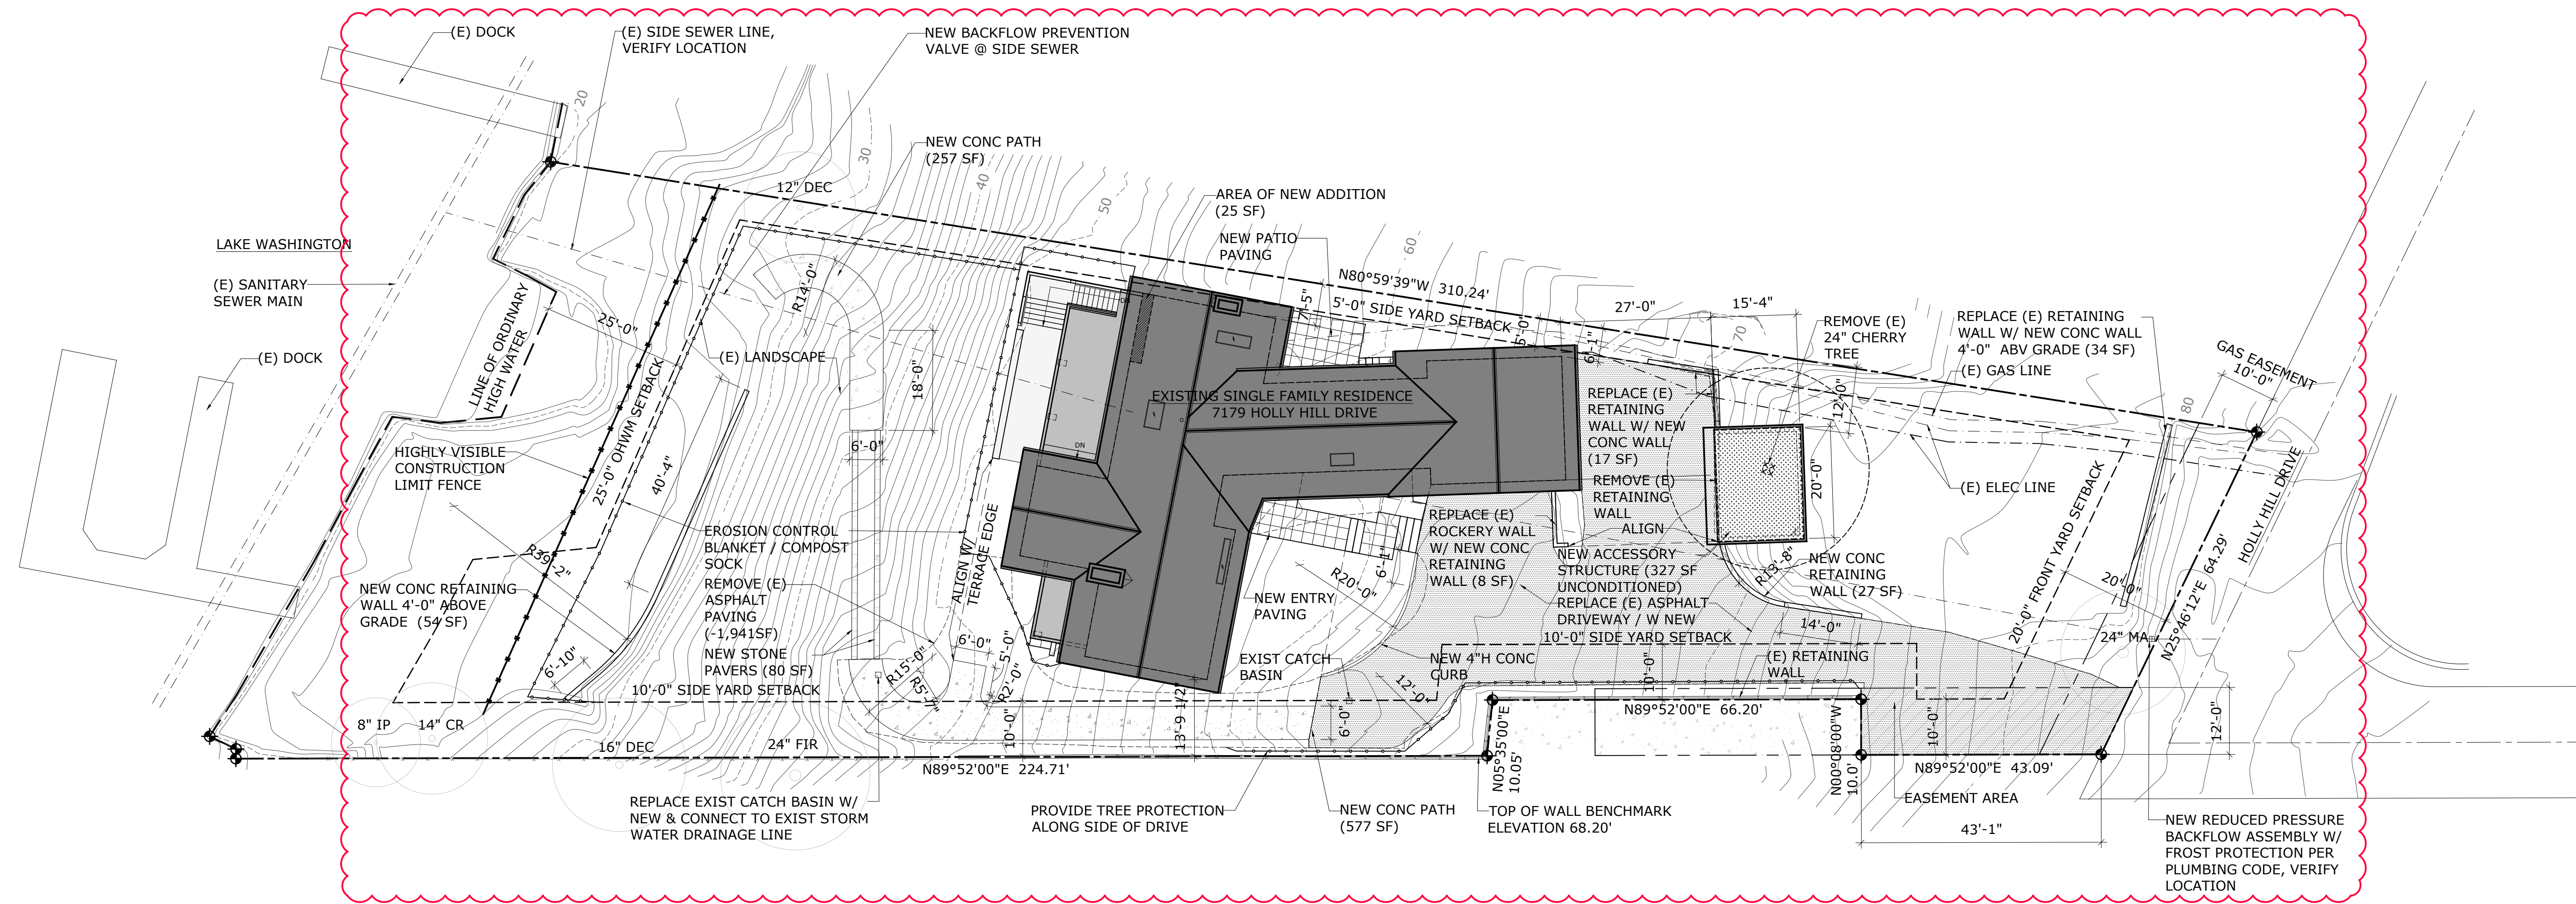 (E) DOCK
(E) SIDE SEWER LINE,
VERIFY LOCATION
NEW BACKFLOW PREVENTION
VALVE @ SIDE SEWER
20
30
40
50
60
70
80
NEW CONC PATH
(257 SF)
12" DEC
AREA OF NEW ADDITION
(25 SF)
NEW PATIO
PAVING
LAKE WASHINGTON
(E) SANITARY
SEWER MAIN
(E) DOCK
LINE OF ORDINARY
HIGH WATER
25'-0"
R14'-0"
(E) LANDSCAPE
18'-0"
6'-0"
25'-0" OHWM SETBACK
40'-4"
HIGHLY VISIBLE
CONSTRUCTION
LIMIT FENCE
R39'-2"
NEW CONC RETAINING
WALL 4'-0" ABOVE
GRADE (54 SF)
6'-10"
EROSION CONTROL
BLANKET / COMPOST
SOCK
REMOVE (E)
ASPHALT
PAVING
(-1,941SF)
NEW STONE
PAVERS (80 SF)
10'-0" SIDE YARD SETBACK
8" IP
14" CR
16" DEC
24" FIR
REPLACE EXIST CATCH BASIN W/
NEW & CONNECT TO EXIST STORM
WATER DRAINAGE LINE
ALIGN W/
TERRACE EDGE
6'-0"
5'-0"
R2'-0"
R15'-0"
R5'-7"
10'-0"
13'-9 1/2"
N89°52'00"E 224.71'
DN
DN
EXISTING SINGLE FAMILY RESIDENCE
7179 HOLLY HILL DRIVE
N80°59'39"W 310.24'
5'-0" SIDE YARD SETBACK
7'-5"
5'-0"
6'-1"
27'-0"
15'-4"
REMOVE (E)
24" CHERRY
TREE
REPLACE (E) RETAINING
WALL W/ NEW CONC WALL
4'-0" ABV GRADE (34 SF)
(E) GAS LINE
GAS EASEMENT
10'-0"
12'-0"
20'-0"
(E) ELEC LINE
REPLACE (E)
RETAINING
WALL W/ NEW
CONC WALL
(17 SF)
REMOVE (E)
RETAINING
WALL
ALIGN
REPLACE (E)
ROCKERY WALL
W/ NEW CONC
RETAINING
WALL (8 SF)
NEW ACCESSORY
STRUCTURE (327 SF
UNCONDITIONED)
REPLACE (E) ASPHALT
DRIVEWAY / W NEW
10'-0" SIDE YARD SETBACK
R13'-8"
NEW CONC
RETAINING
WALL (27 SF)
14'-0"
R20'-0"
6'-1"
NEW ENTRY
PAVING
EXIST CATCH
BASIN
NEW 4"H CONC
CURB
12'-0"
6'-0"
10'-0"
(E) RETAINING
WALL
20'-0" FRONT YARD SETBACK
20'-0"
24" MA
HOLLY HILL DRIVE
N25°46'12"E 64.29'
N89°52'00"E 66.20'
N05°35'00"E
10.05'
N00°08'00"W
10.0'
10'-0"
12'-0"
N89°52'00"E 43.09'
EASEMENT AREA
43'-1"
PROVIDE TREE PROTECTION
ALONG SIDE OF DRIVE
NEW CONC PATH
(577 SF)
TOP OF WALL BENCHMARK
ELEVATION 68.20'
NEW REDUCED PRESSURE
BACKFLOW ASSEMBLY W/
FROST PROTECTION PER
PLUMBING CODE, VERIFY
LOCATION